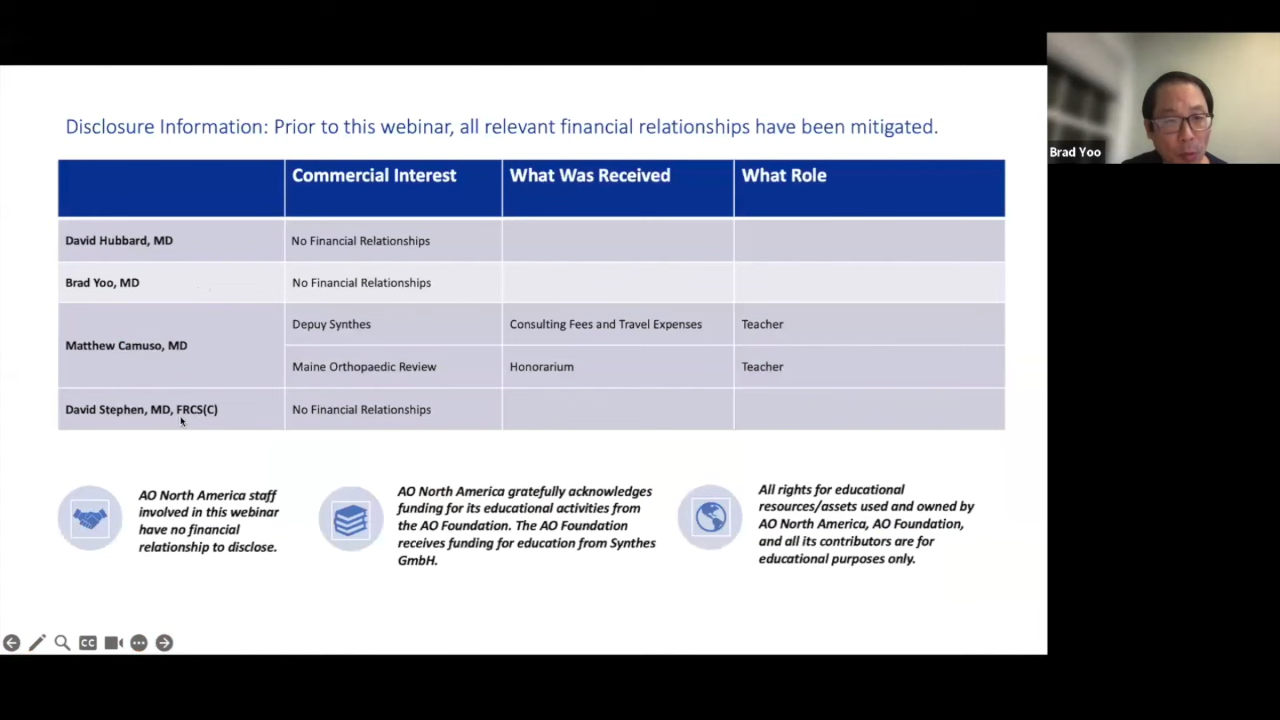 Disclosure Information: Prior to this webinar, all relevant financial relationships have been mitigated.
Commercial Interest What Was Received What Role
David Hubbard, MD No Financial Relationships
Brad Yoo, MD No Financial Relationships
Matthew Camuso, MD
Depuy Synthes Consulting Fees and Travel Expenses Teacher
Maine Orthopaedic Review Honorarium Teacher
David Stephen, MD, FRCS(C) No Financial Relationships
AO North America staff
involved in this webinar
have no financial
relationship to disclose.
AO North America gratefully acknowledges
funding for its educational activities from
the AO Foundation. The AO Foundation
receives funding for education from Synthes
GmbH.
All rights for educational
resources/assets used and owned by
AO North America, AO Foundation,
and all its contributors are for
educational purposes only.
CC
Brad Yoo